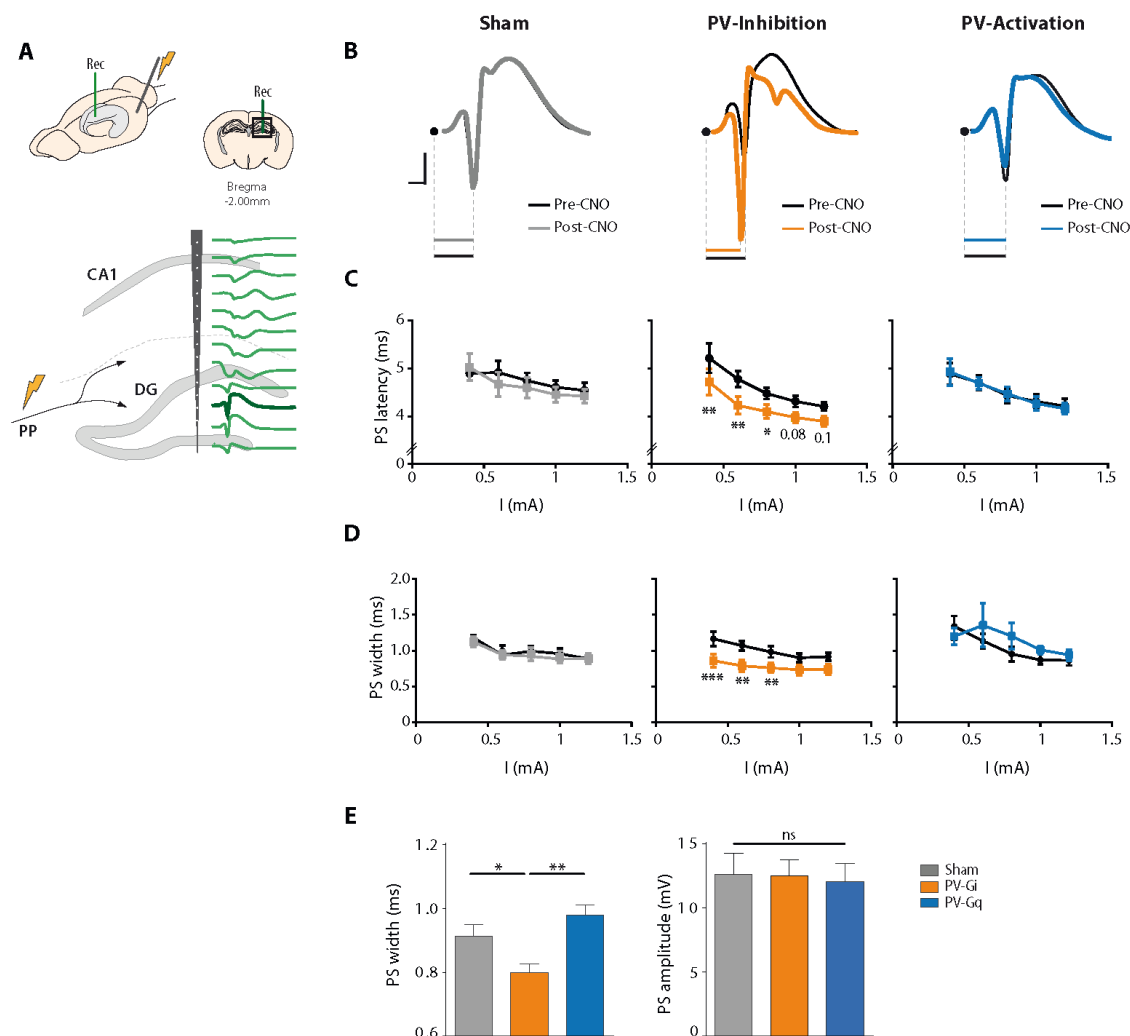 A
Rec
Rec
Bregma
-2.00mm
CA1
DG
PP
B
Sham
PV-Inhibition
PV-Activation
Pre-CNO
Post-CNO
Pre-CNO
Post-CNO
Pre-CNO
Post-CNO
C
PS latency (ms)
6
5
4
0
0
0.5
1
1.5
I (mA)
**
**
*
0.08
0.1
0
0.5
1
1.5
I (mA)
0
0.5
1
1.5
I (mA)
D
PS width (ms)
2.0
1.5
1.0
0.5
0
0
0.5
1
1.5
I (mA)
***
**
**
0
0.5
1
1.5
I (mA)
0
0.5
1
1.5
I (mA)
E
PS width (ms)
1.2
1.0
0.8
0.6
*
**
PS amplitude (mV)
15
10
5
0
ns
Sham
PV-Gi
PV-Gq